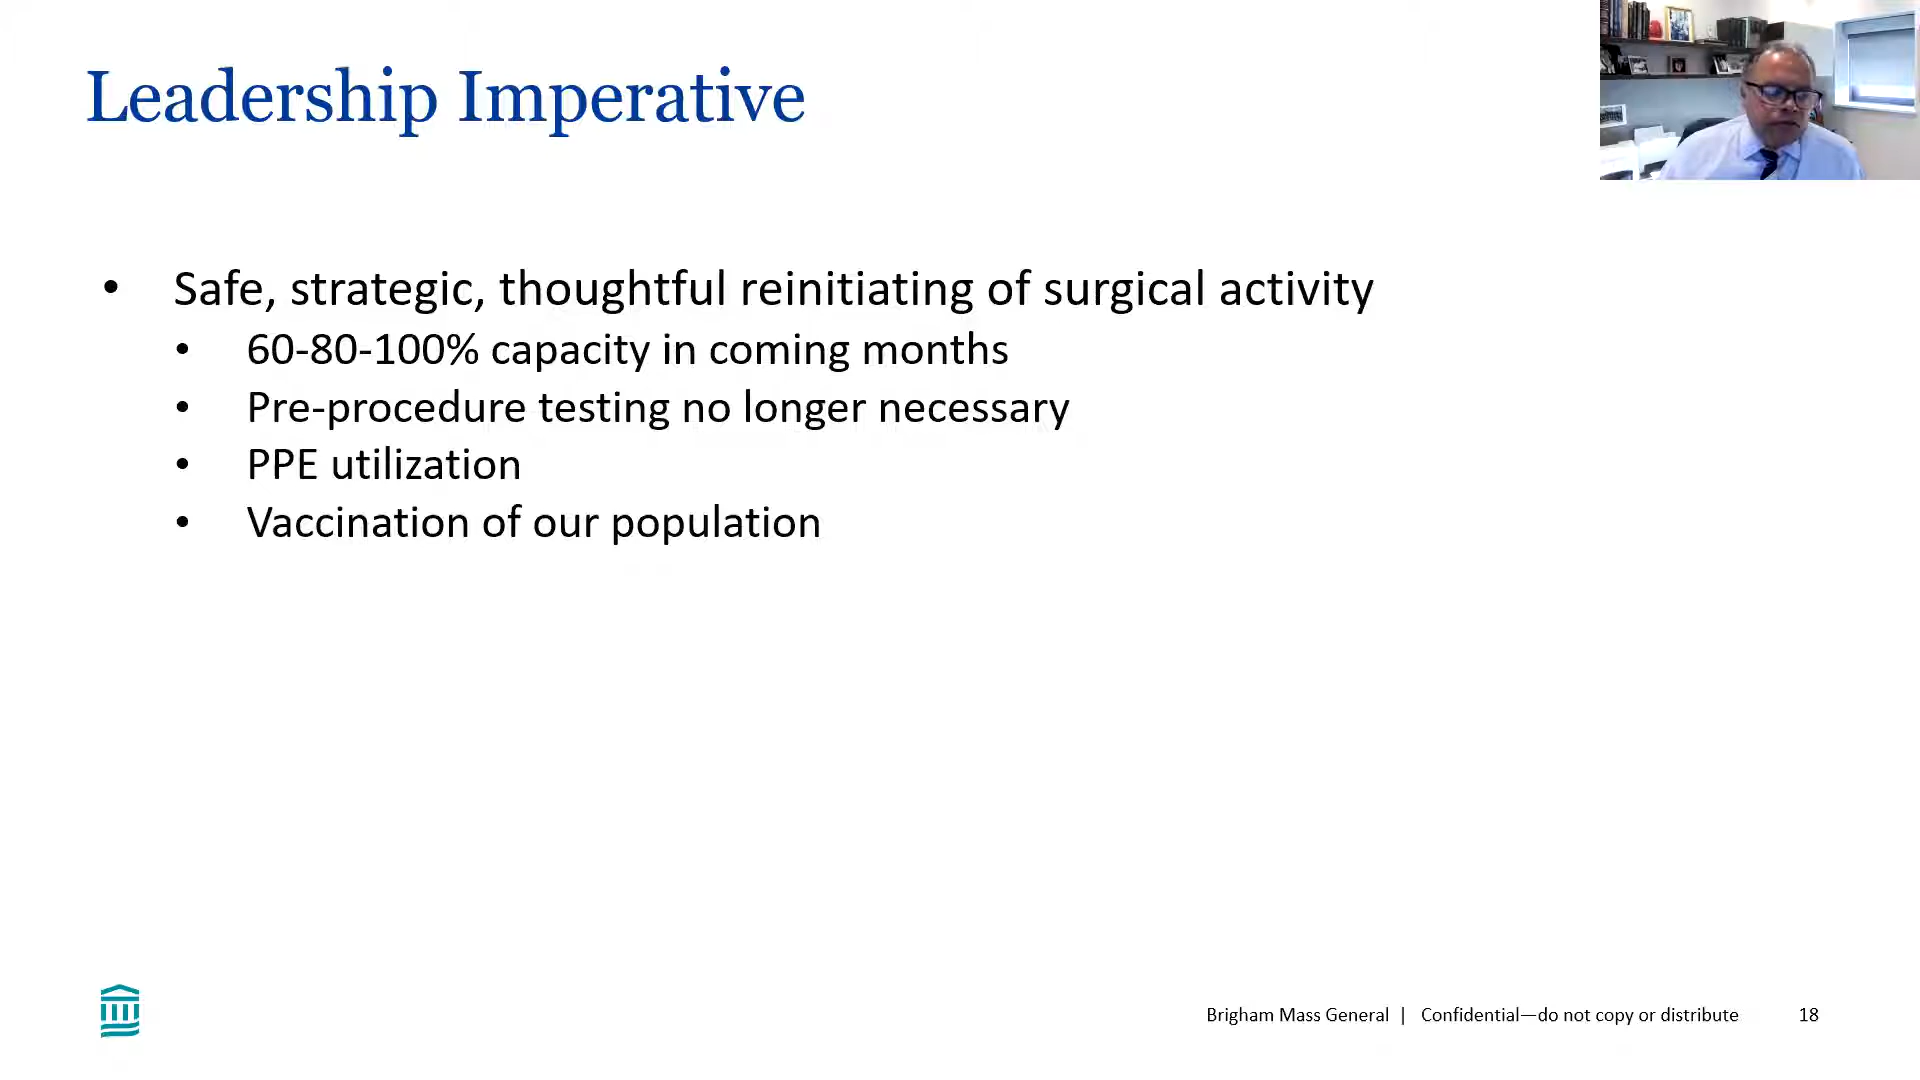 Leadership Imperative
• Safe, strategic, thoughtful reinitiating of surgical activity
• 60-80-100% capacity in coming months
• Pre-procedure testing no longer necessary
• PPE utilization
• Vaccination of our population
Brigham Mass General | Confidential—do not copy or distribute 18